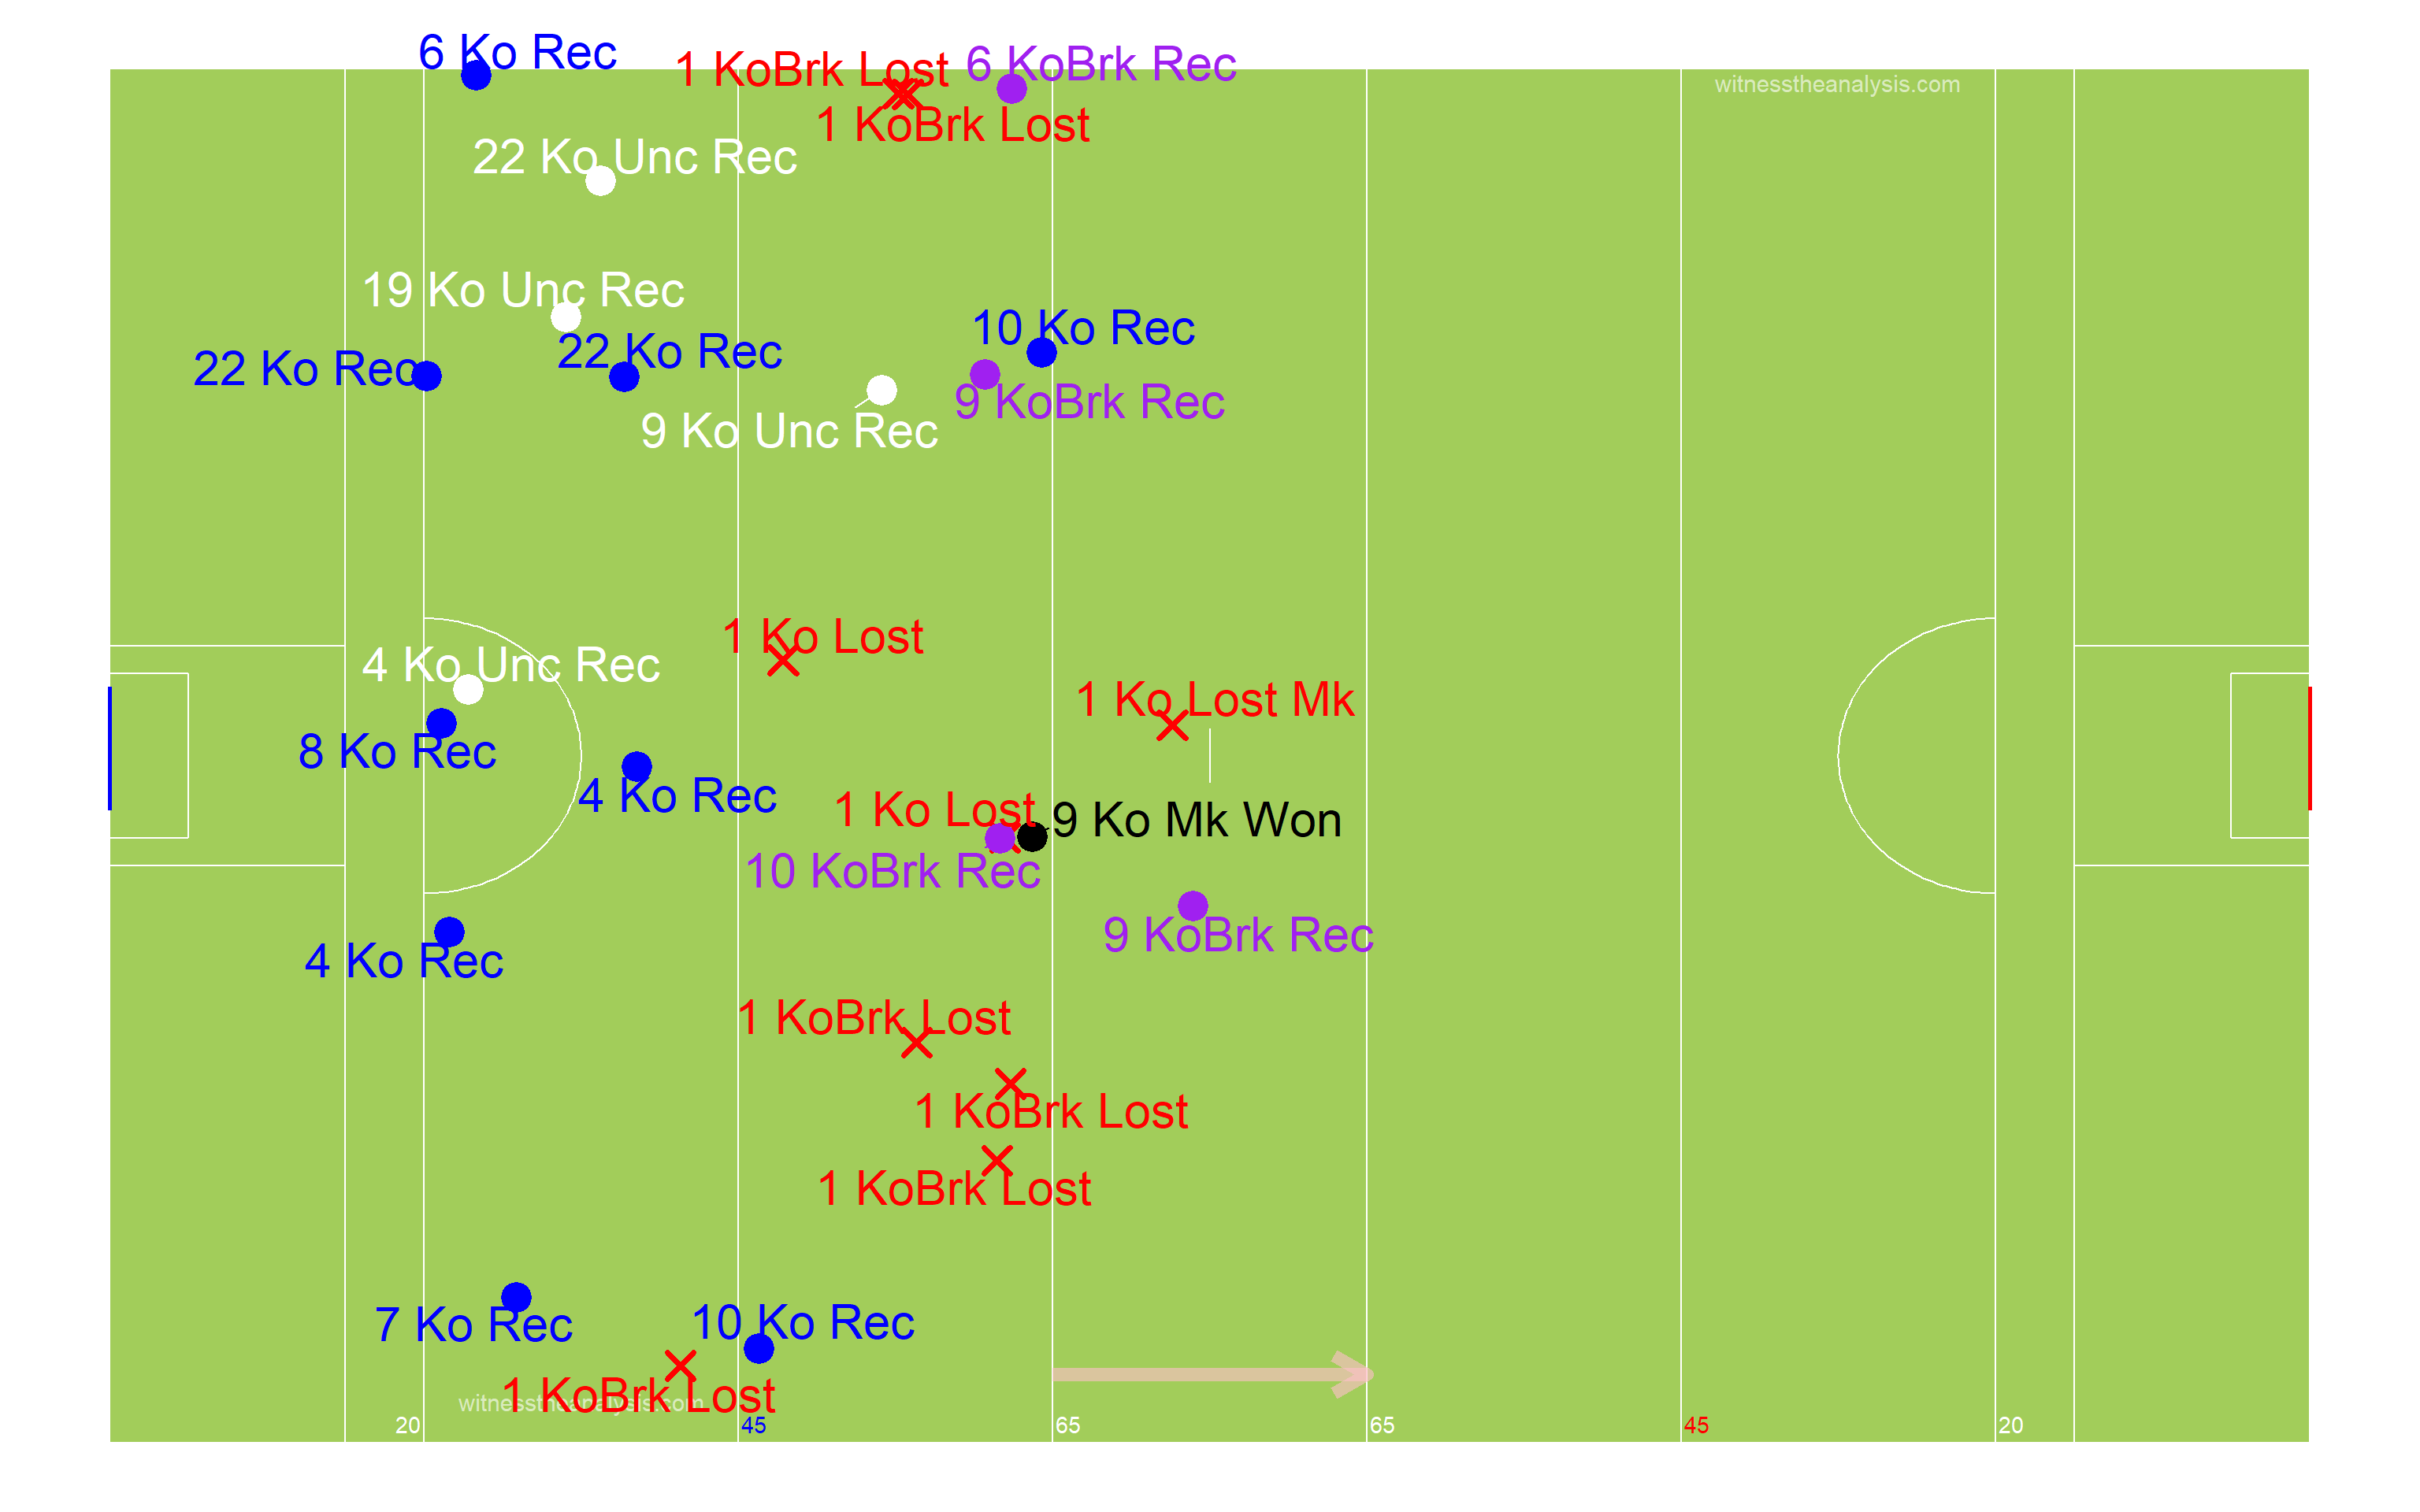 6 Ko Rec
1 KoBrk Lost
6 KoBrk Rec
witnesstheanalysis.com
1 KoBrk Lost
22 Ko Unc Rec
19 Ko Unc Rec
10 Ko Rec
22 Ko Rec
22 Ko Rec
9 KoBrk Rec
9 Ko Unc Rec
1 Ko Lost
4 Ko Unc Rec
1 Ko Lost Mk
8 Ko Rec
4 Ko Rec
1 Ko Lost
9 Ko Mk Won
10 KoBrk Rec
9 KoBrk Rec
4 Ko Rec
1 KoBrk Lost
1 KoBrk Lost
1 KoBrk Lost
7 Ko Rec
10 Ko Rec
1 KoBrk Lost
witnesstheanalysis.com
20 45 65 65 45 20